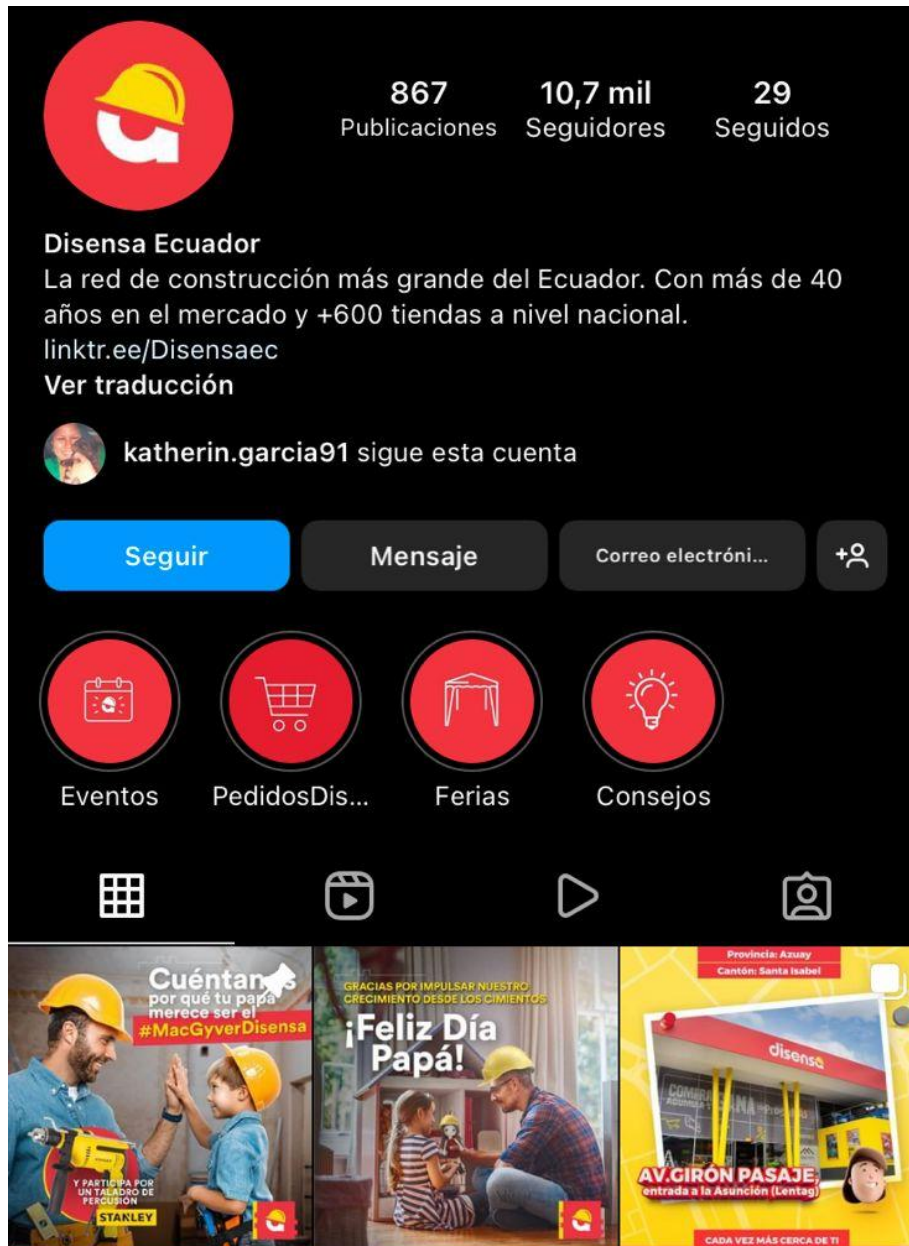 867
10,7 mil
29
Publicaciones
Seguidores
Seguidos
Disensa Ecuador
La red de construcción más grande del Ecuador. Con más de 40
años en el mercado y +600 tiendas a nivel nacional.
linktr.ee/Disensaec
Ver traducción
katherin.garcia91 sigue esta cuenta
Seguir
Mensaje
Correo electróni...
Eventos
PedidosDis...
Ferias
Consejos
Cuéntan
por qué tu papá
merece ser el
#MacGyverDisensa
Y PARTICIPA POR
UN TALADRO DE
PERCUSIÓN
STANLEY
GRACIAS POR IMPULSAR NUESTRO
CRECIMIENTO DESDE LOS CIMIENTOS
¡Feliz Día
Papá!
Provincia: Azuay
Cantón: Santa Isabel
disensa
AV.GIRÓN PASAJE,
entrada a la Asunción (Lentag)
CADA VEZ MÁS CERCA DE TI